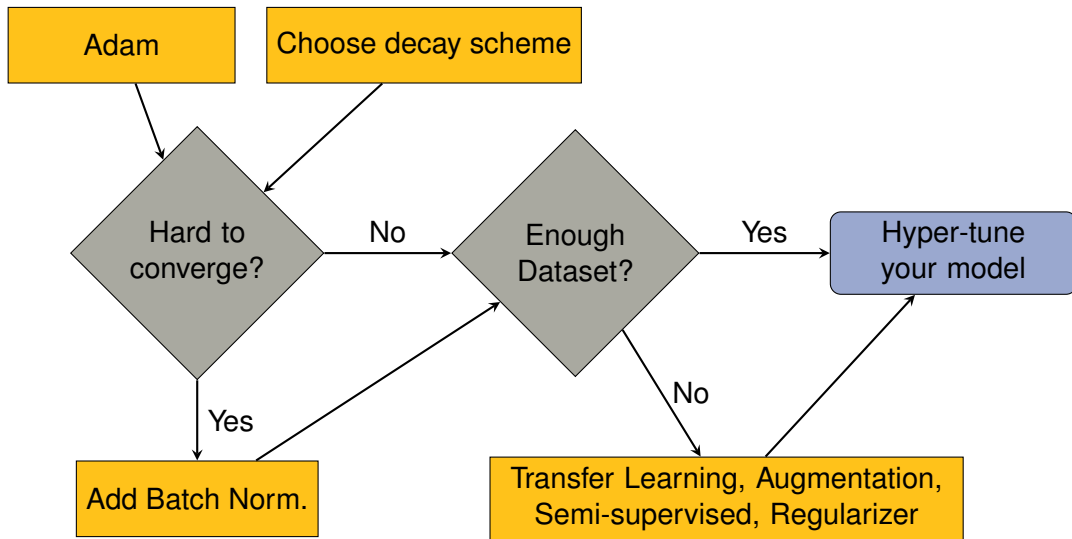 Adam
Choose decay scheme
Hard to
converge?
No
Enough
Dataset?
Yes
Hyper-tune
your model
Yes
No
Add Batch Norm.
Transfer Learning, Augmentation,
Semi-supervised, Regularizer